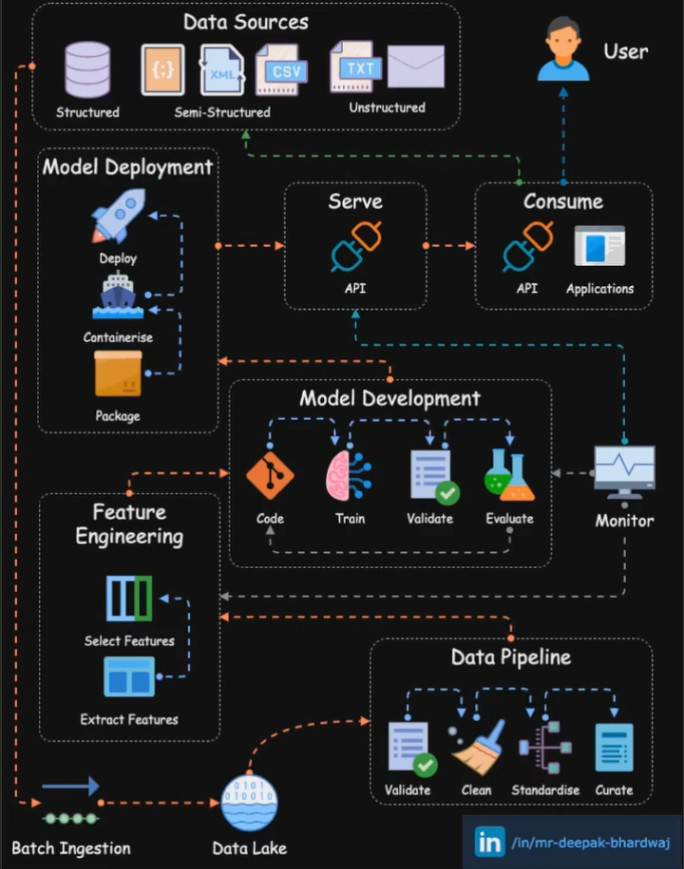 Data Sources
{;}
XML
CSV
TXT
Structured
Semi-Structured
Unstructured
User
Model Deployment
Deploy
Containerise
Package
Serve
API
Consume
API
Applications
Model Development
Code
Train
Validate
Evaluate
Monitor
Feature
Engineering
Select Features
Extract Features
Data Pipeline
Validate
Clean
Standardise
Curate
Batch Ingestion
0101
010010
Data Lake
in
/in/mr-deepak-bhardwaj